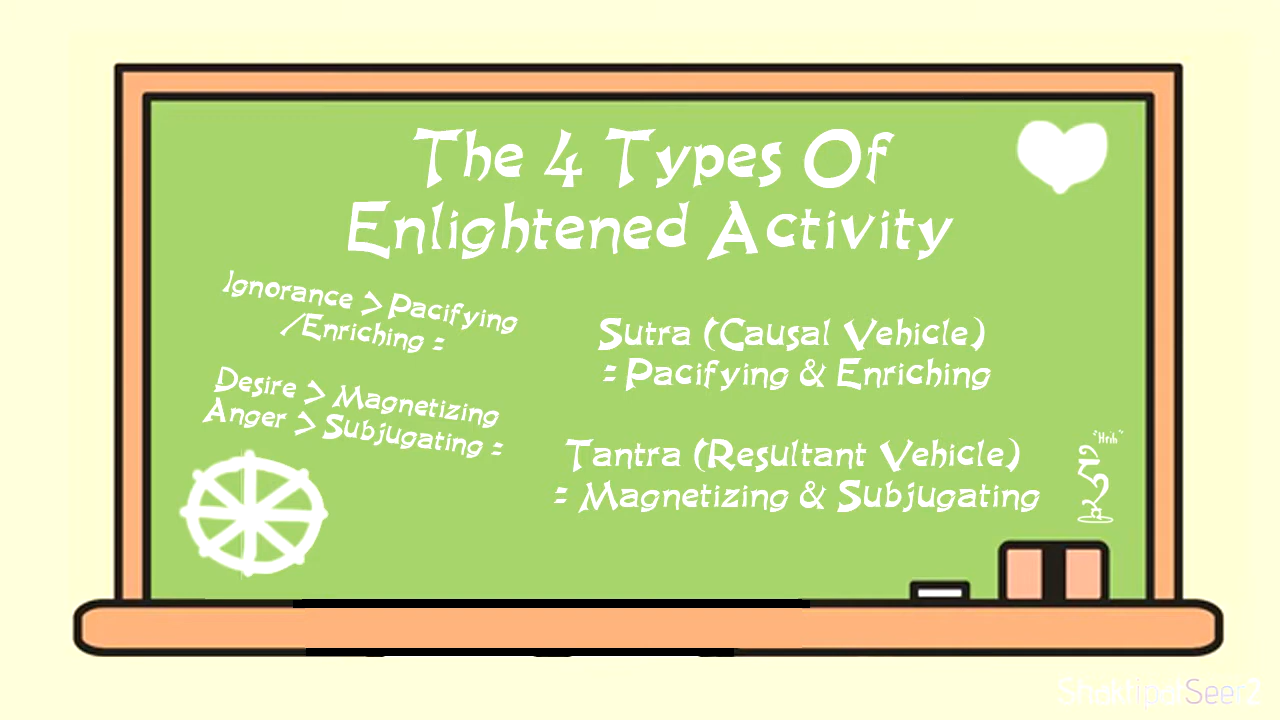 The 4 Types Of
Enlightened Activity
Ignorance > Pacifying
/Enriching =
Desire > Magnetizing
Anger > Subjugating =
Sutra (Causal Vehicle)
= Pacifying & Enriching
Tantra (Resultant Vehicle)
= Magnetizing & Subjugating
"Hrih"
ShaktipatSeer2